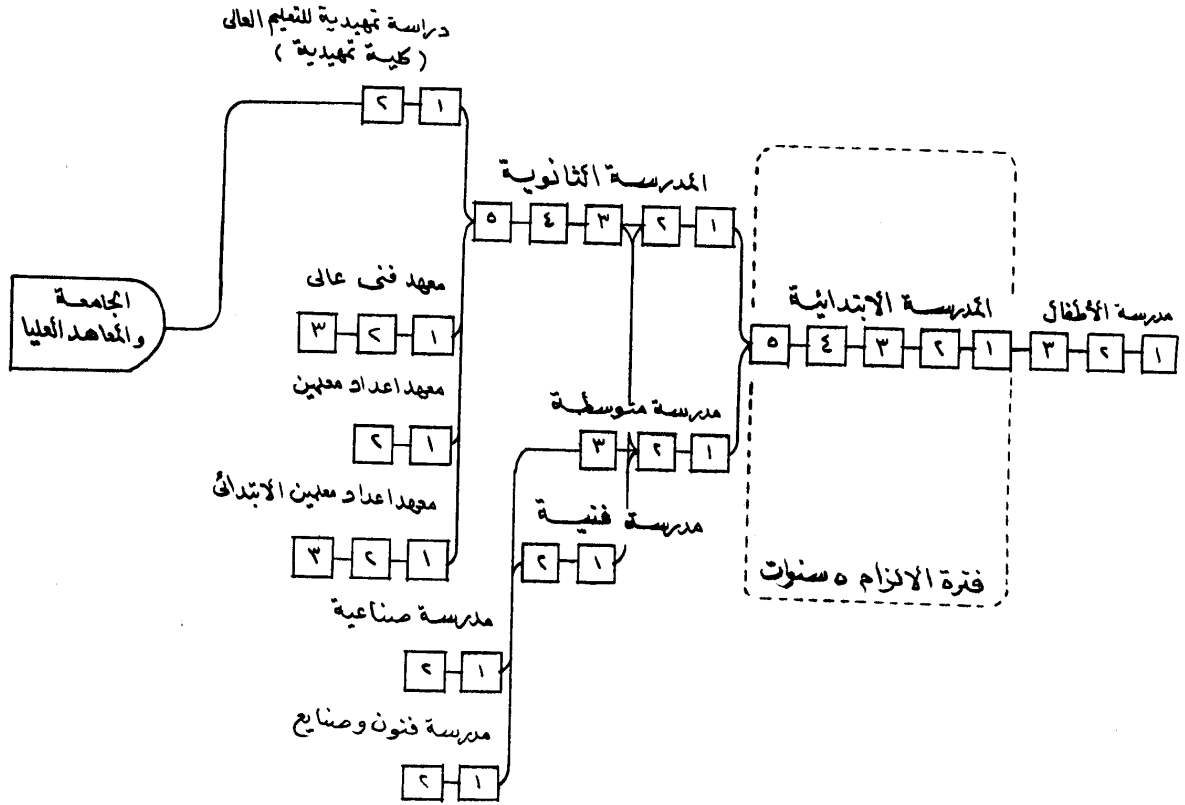 دراسة تمهيدية للتعليم العالى
( كلية تمهيدية )
١ ٢
المدرسة الثانوية
١ ٢ ٣ ٤ ٥
معهد فنى عالى
١ ٢ ٣
الجامعة
والمعاهد العليا
المدرسة الابتدائية
١ ٢ ٣ ٤ ٥
مدرسة الأطفال
١ ٢ ٣
معهد اعداد معلمين
١ ٢
مدرسة متوسطة
١ ٢ ٣
معهد اعداد معلمين الابتدائى
١ ٢ ٣
مدرسة فنية
١ ٢
فترة الالزام ٥ سنوات
مدرسة صناعية
١ ٢
مدرسة فنون وصنايع
١ ٢